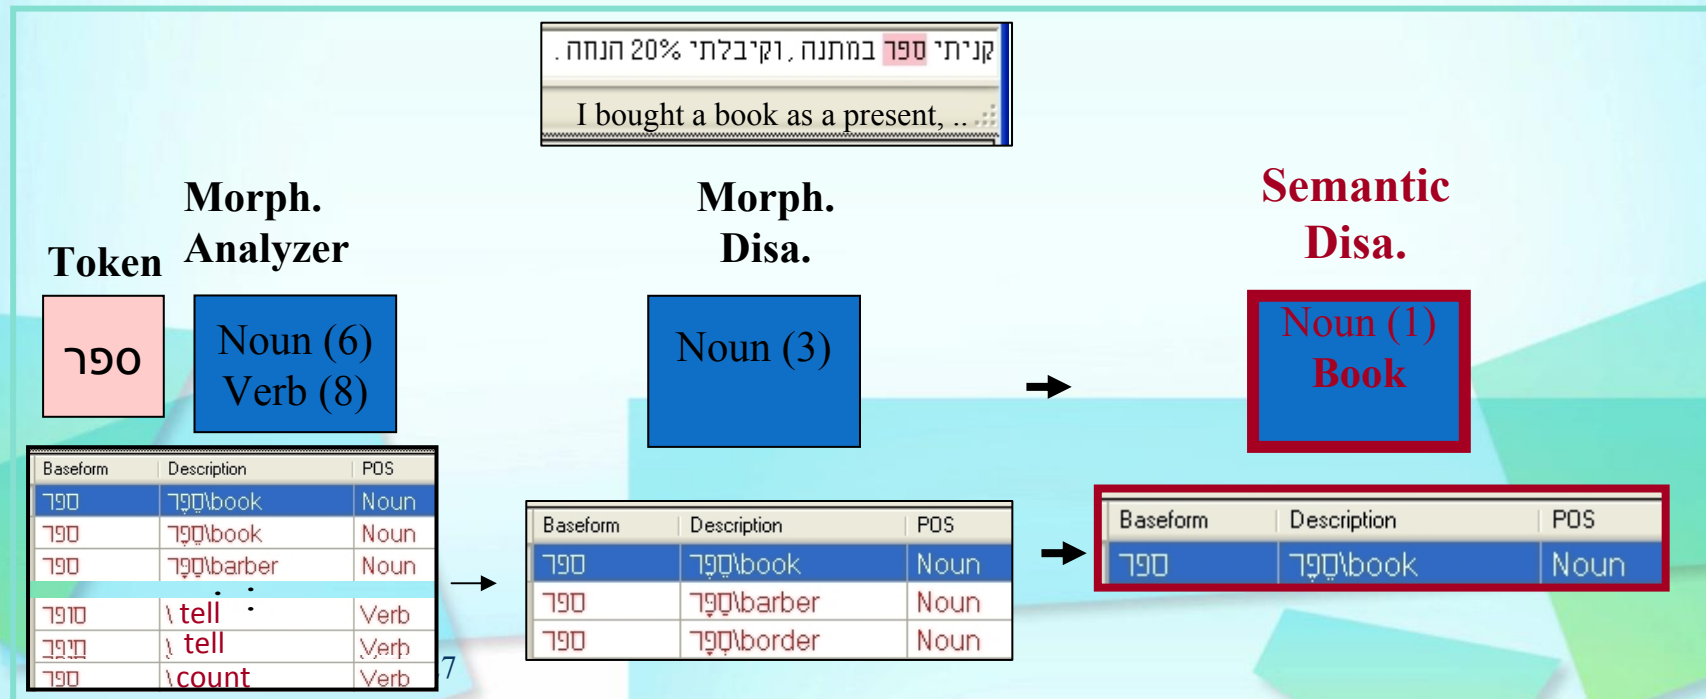 קניתי ספר במתנה ,וקיבלתי 20% הנחה .
I bought a book as a present, ..
Token
Morph.
Analyzer
Morph.
Disa.
Semantic
Disa.
ספר
Noun (6)
Verb (8)
Noun (3)
Noun (1)
Book
Baseform Description POS
ספר סֵפֶר\book Noun
ספר סֵפֶר\book Noun
ספר סַפָּר\barber Noun
: :
סופר \ tell Verb
סיפר \ tell Verb
ספר \count Verb
Baseform Description POS
ספר סֵפֶר\book Noun
ספר סַפָּר\barber Noun
ספר סְפָר\border Noun
Baseform Description POS
ספר סֵפֶר\book Noun
.7